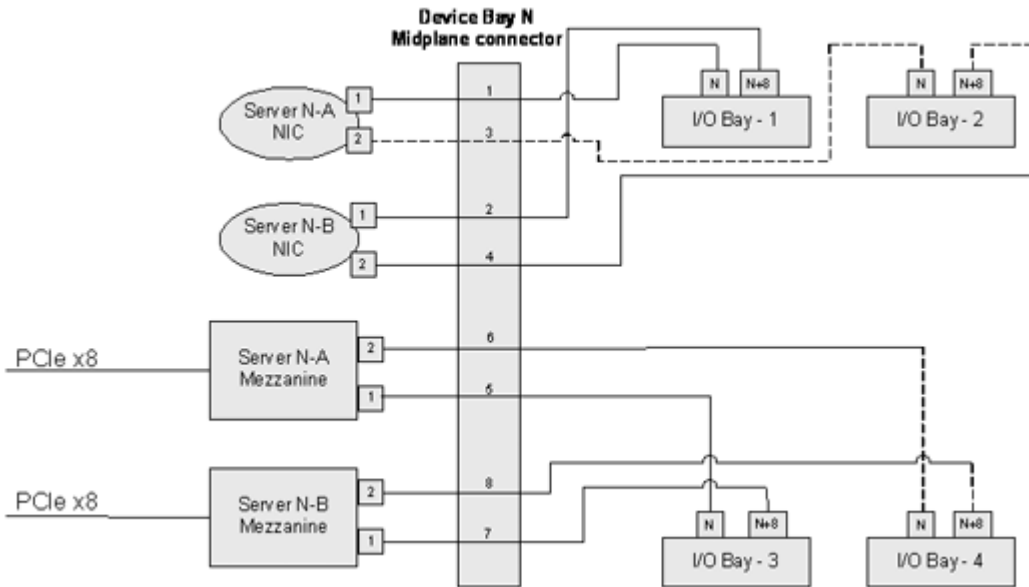 Device Bay N
Midplane connector
Server N-A
NIC
1
2
1
3
N
N+8
I/O Bay - 1
N
N+8
I/O Bay - 2
Server N-B
NIC
1
2
2
4
PCIe x8
Server N-A
Mezzanine
2
1
6
5
PCIe x8
Server N-B
Mezzanine
2
1
8
7
N
N+8
I/O Bay - 3
N
N+8
I/O Bay - 4